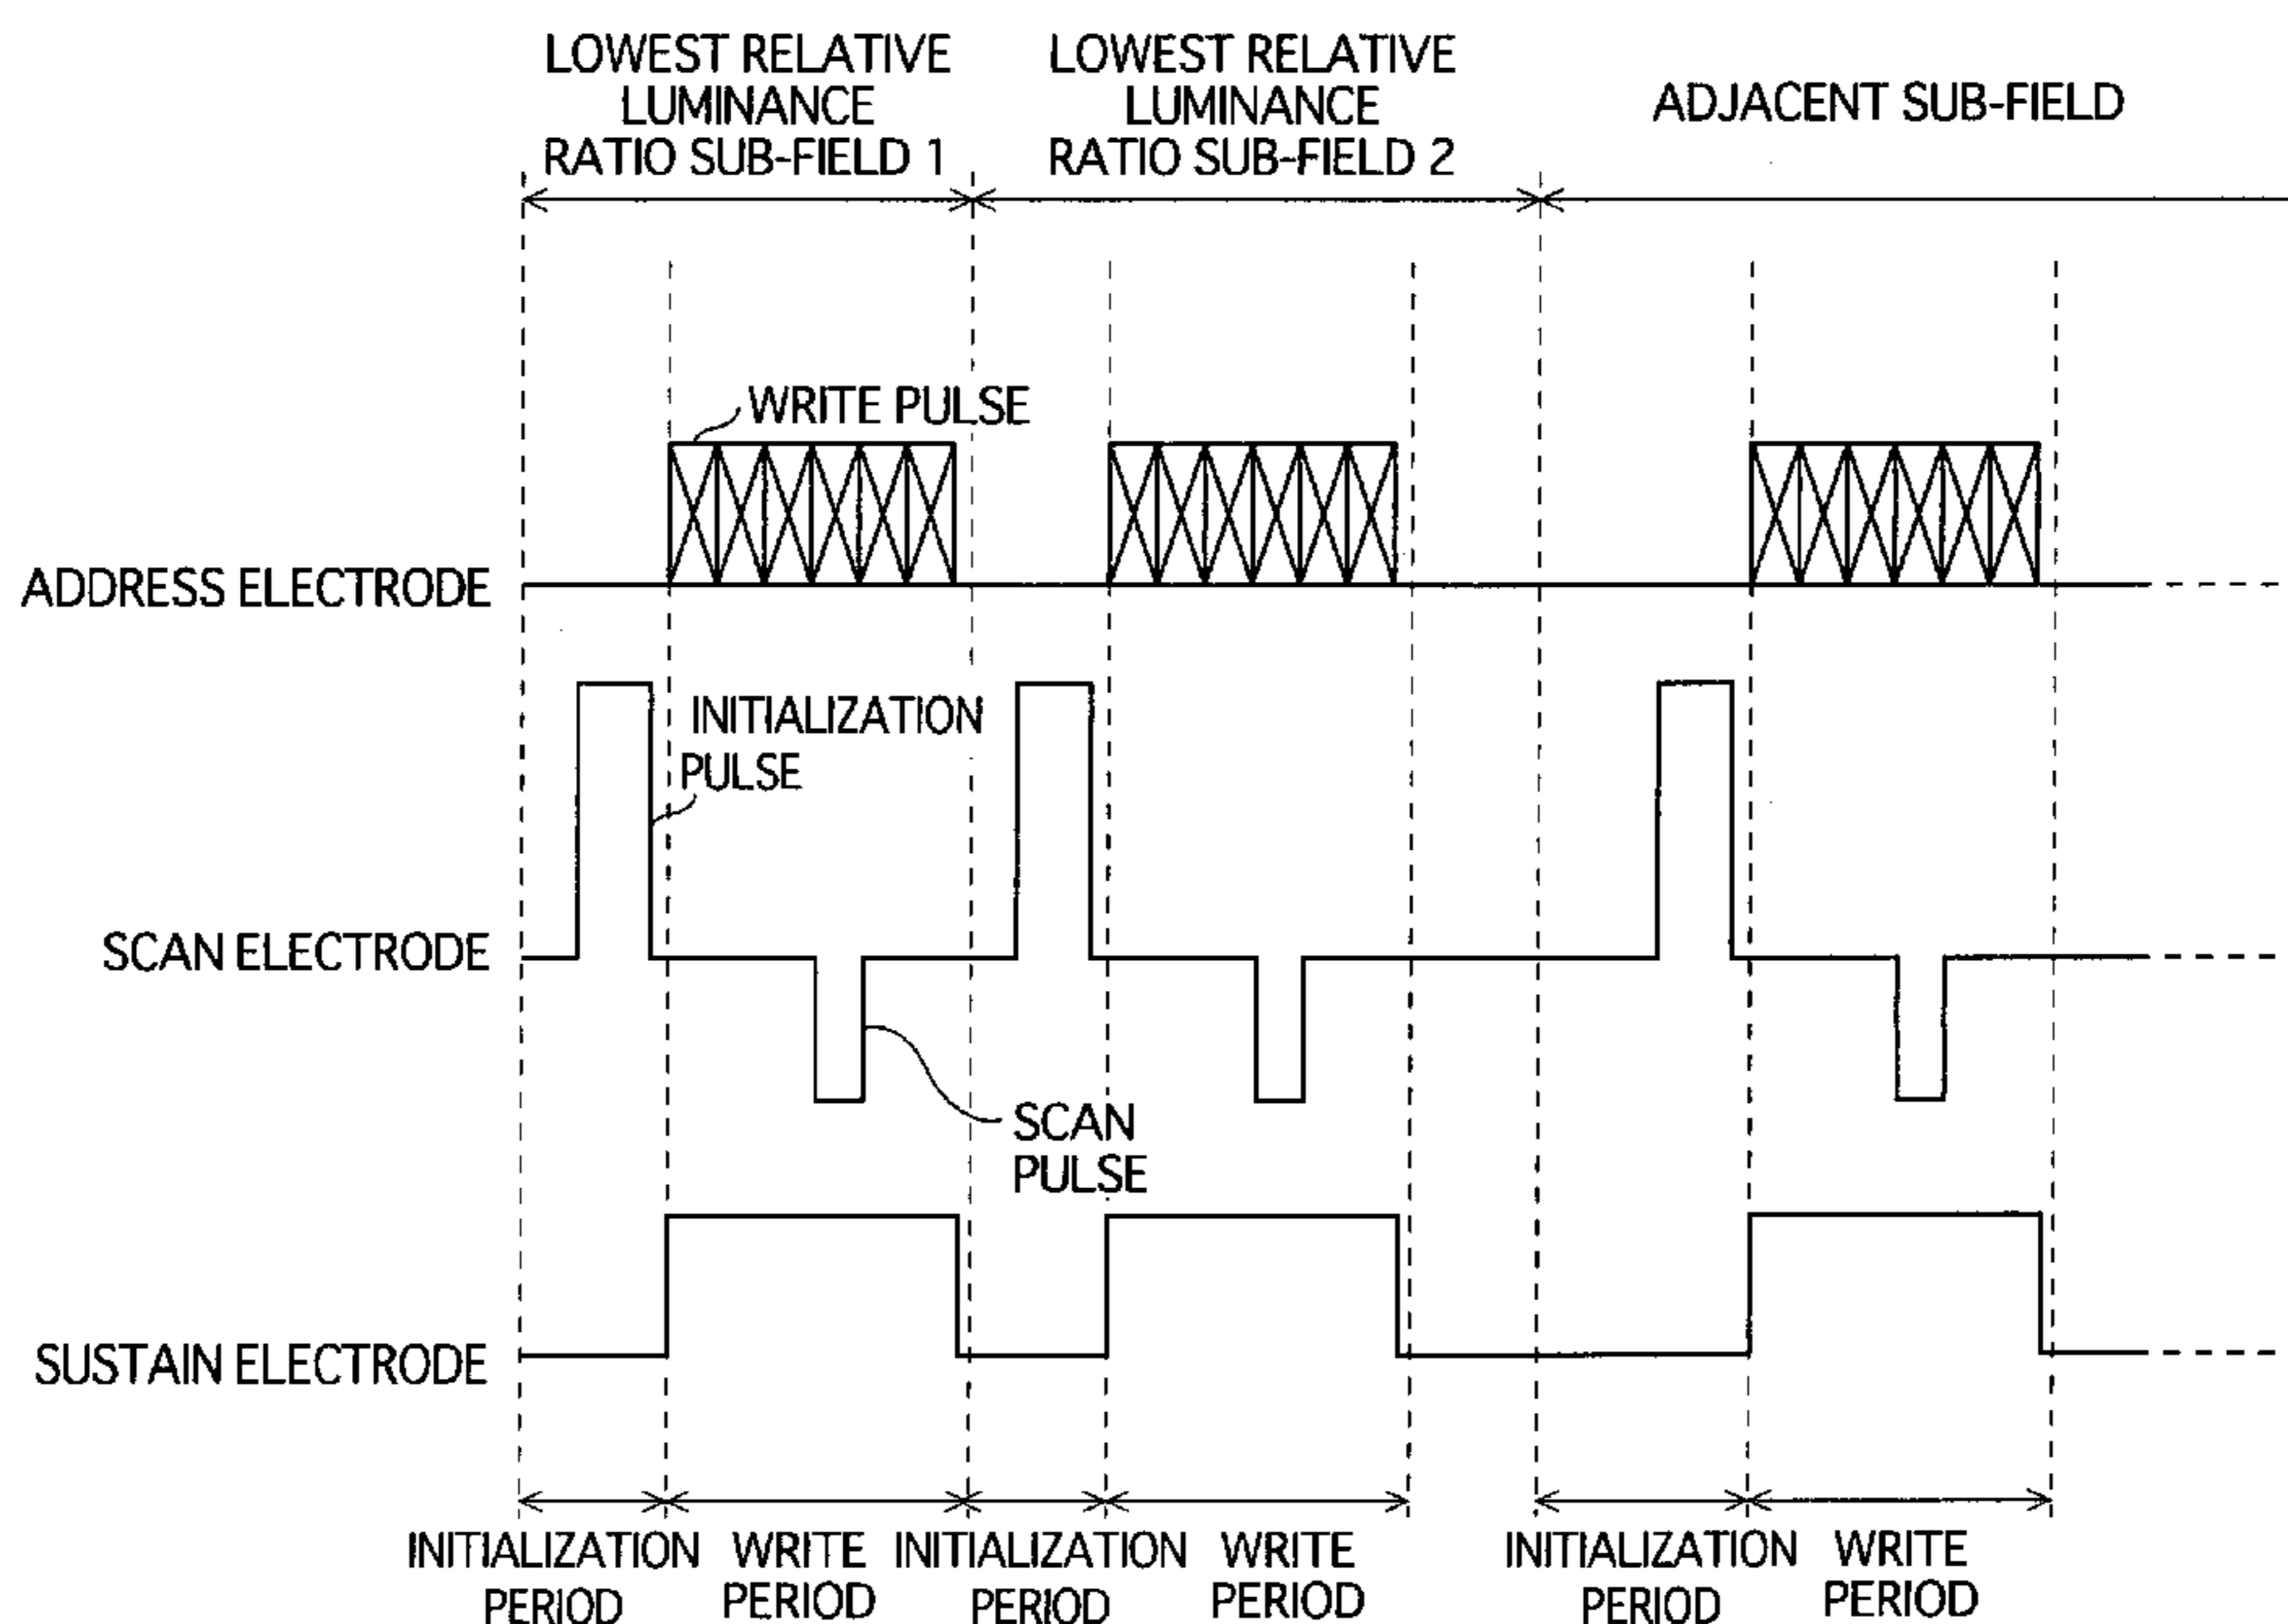 LOWEST RELATIVE
LUMINANCE
RATIO SUB-FIELD 1
LOWEST RELATIVE
LUMINANCE
RATIO SUB-FIELD 2
ADJACENT SUB-FIELD
WRITE PULSE
ADDRESS ELECTRODE
INITIALIZATION
PULSE
SCAN ELECTRODE
SCAN
PULSE
SUSTAIN ELECTRODE
INITIALIZATION
PERIOD
WRITE
PERIOD
INITIALIZATION
PERIOD
WRITE
PERIOD
INITIALIZATION
PERIOD
WRITE
PERIOD